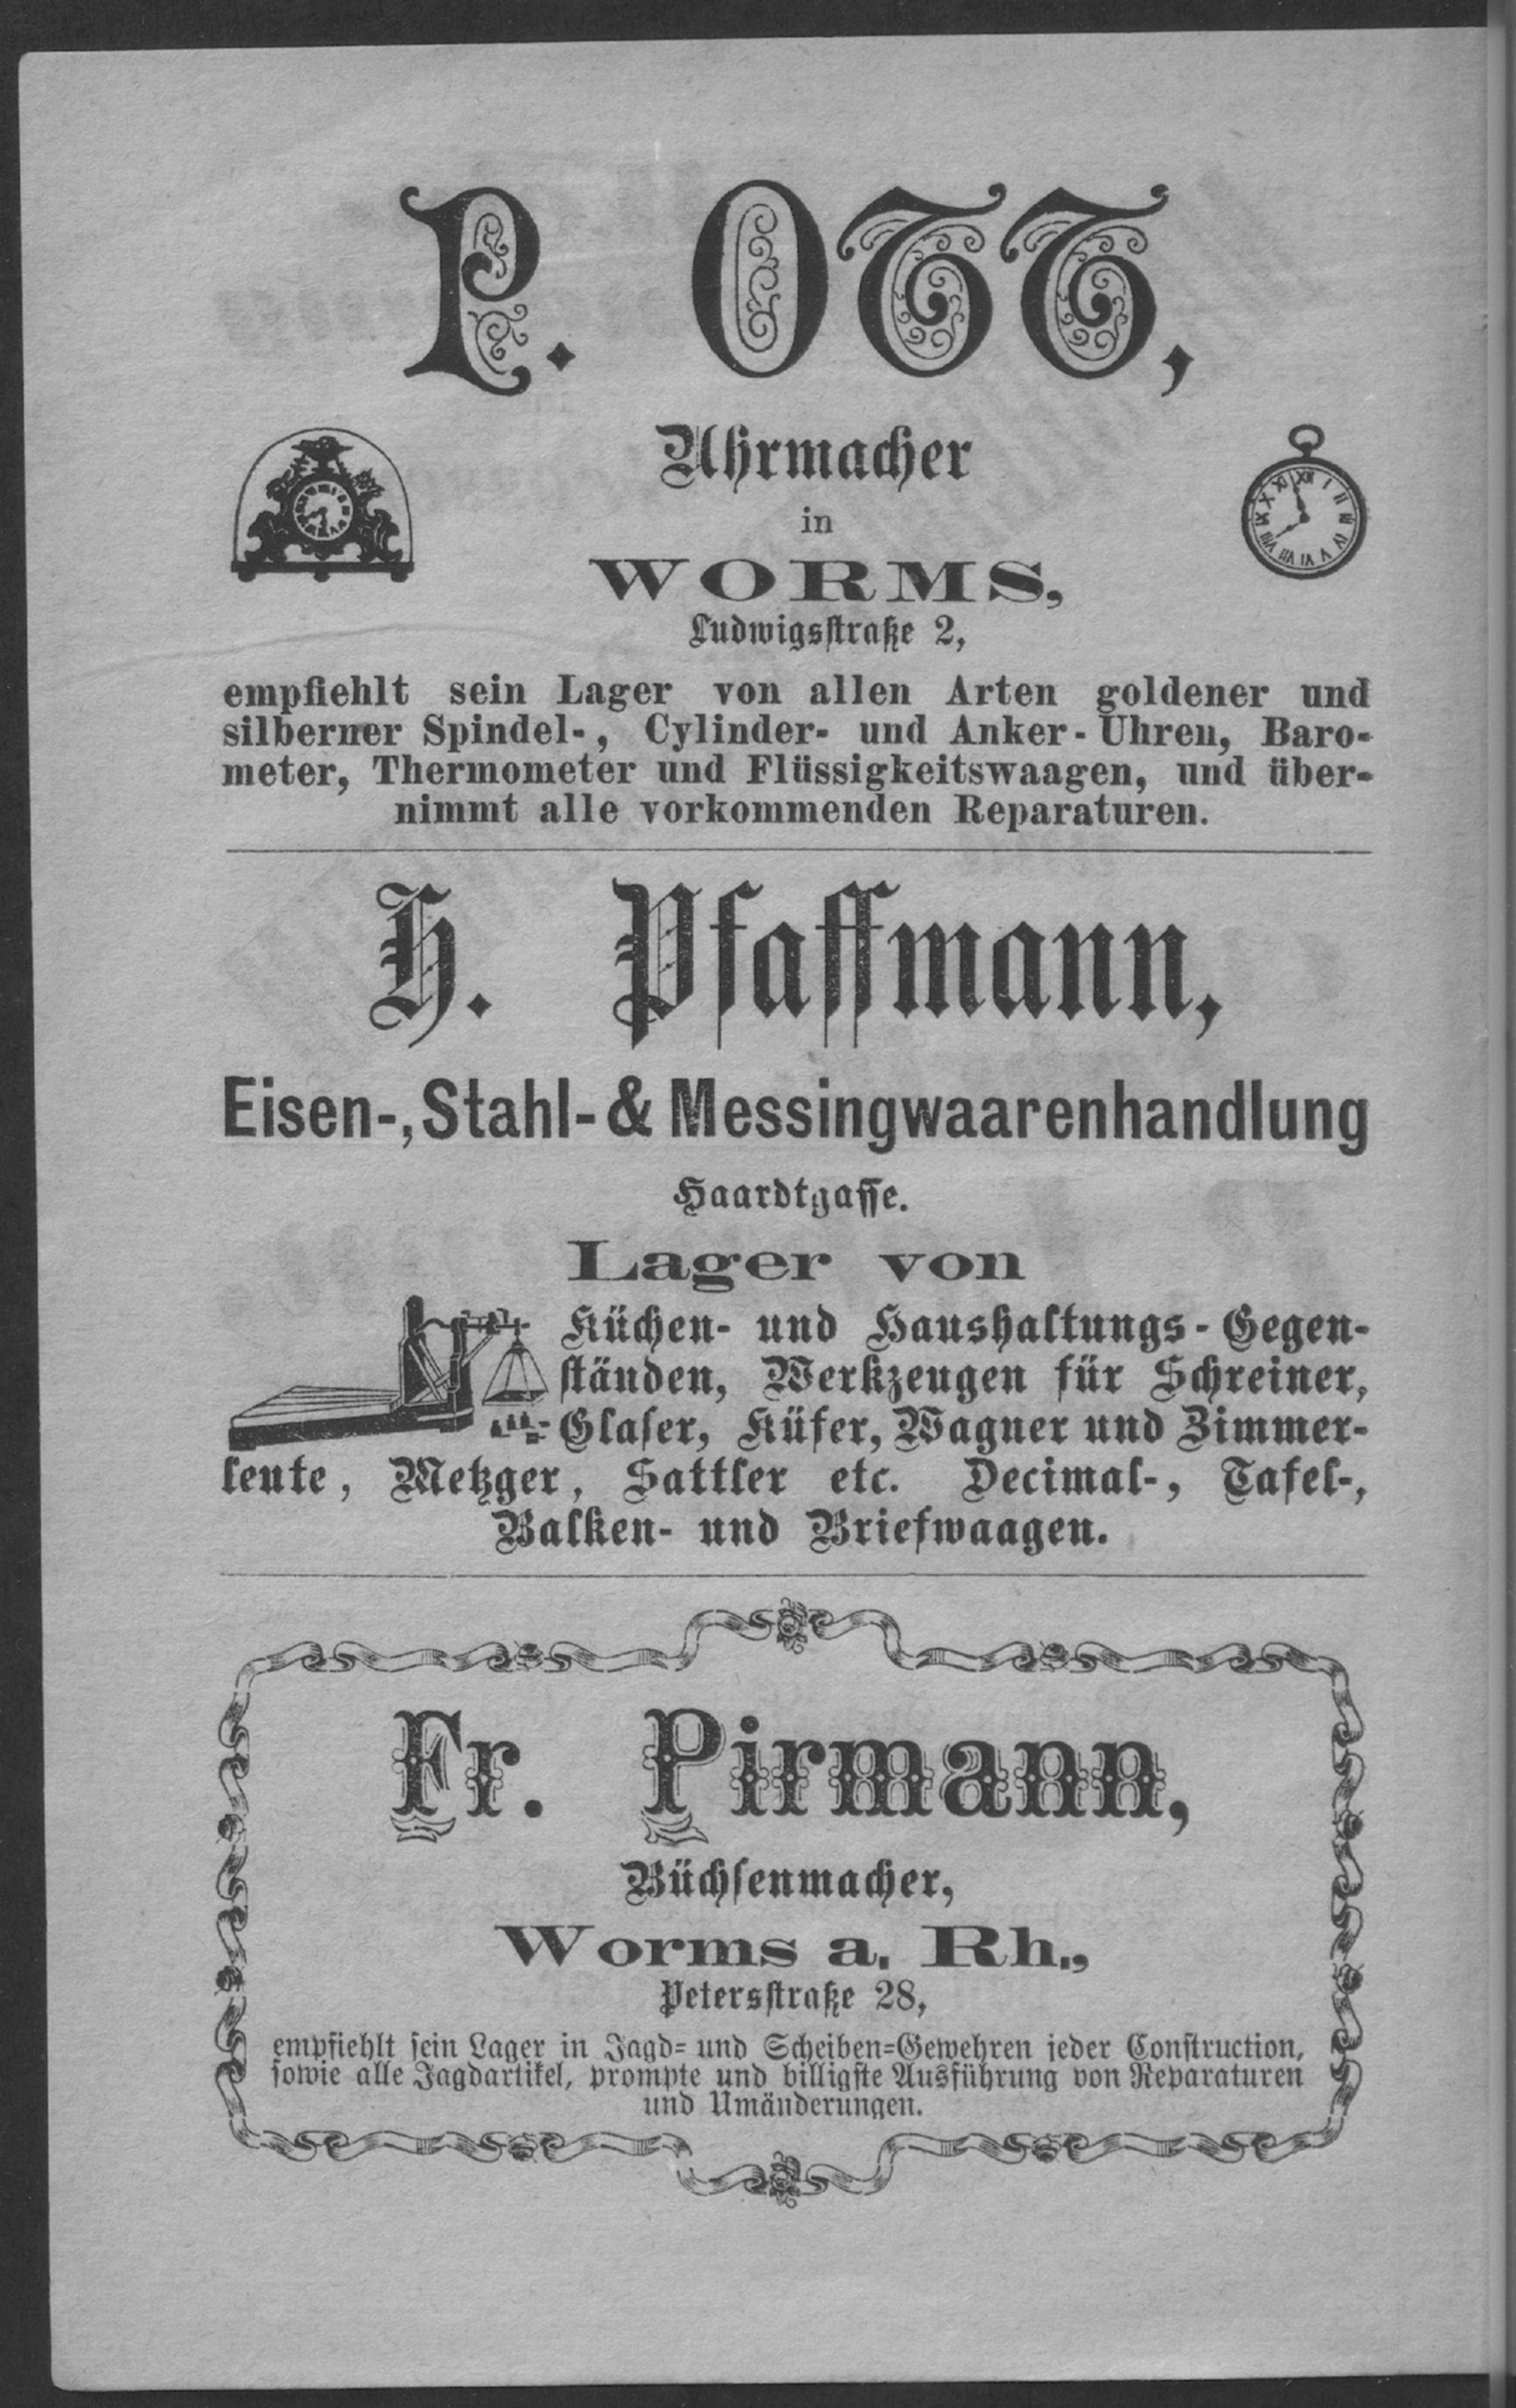 P. OTT,
Uhrmacher
in
WORMS,
Ludwigsstraße 2,
empfiehlt sein Lager von allen Arten goldener und
silberner Spindel-, Cylinder- und Anker-Uhren, Baro-
meter, Thermometer und Flüssigkeitswaagen, und über-
nimmt alle vorkommenden Reparaturen.
H. Pfaffmann,
Eisen-, Stahl- & Messingwaarenhandlung
Haardtgasse.
Lager von
Küchen- und Haushaltungs-Gegen-
ständen, Werkzeugen für Schreiner,
Glaser, Küfer, Wagner und Zimmer-
leute, Metzger, Sattler etc. Decimal-, Tafel-,
Balken- und Briefwaagen.
Fr. Pirmann,
Büchsenmacher,
Worms a. Rh.,
Petersstraße 28,
empfiehlt sein Lager in Jagd- und Scheiben-Gewehren jeder Construction,
sowie alle Jagdartikel, prompte und billigste Ausführung von Reparaturen
und Umänderungen.